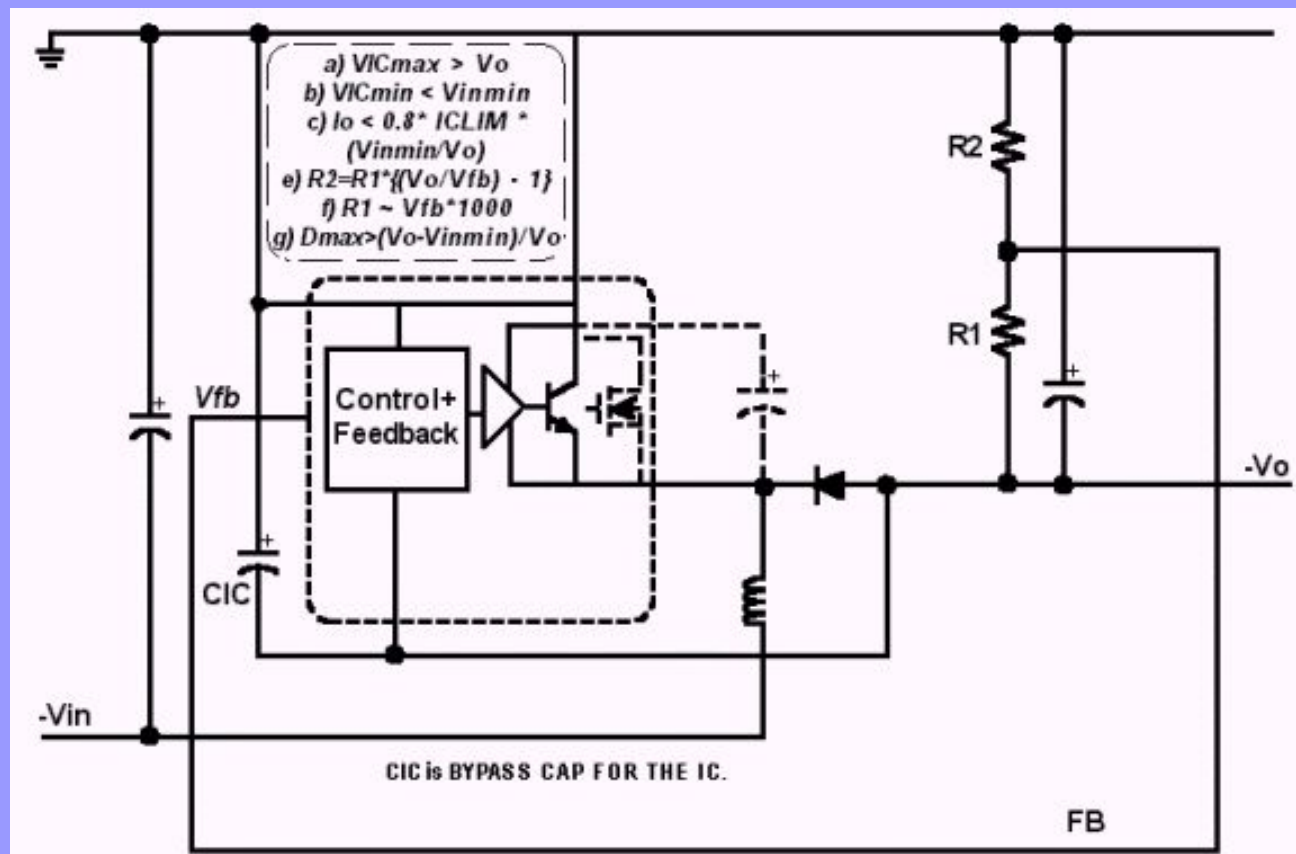 a) VICmax > Vo
b) VICmin < Vinmin
c) Io < 0.8* ICLIM *
(Vinmin/Vo)
e) R2=R1*{(Vo/Vfb) - 1}
f) R1 ~ Vfb*1000
g) Dmax>(Vo-Vinmin)/Vo
R2
R1
Vfb
Control+
Feedback
-Vo
CIC
-Vin
CIC is BYPASS CAP FOR THE IC.
FB